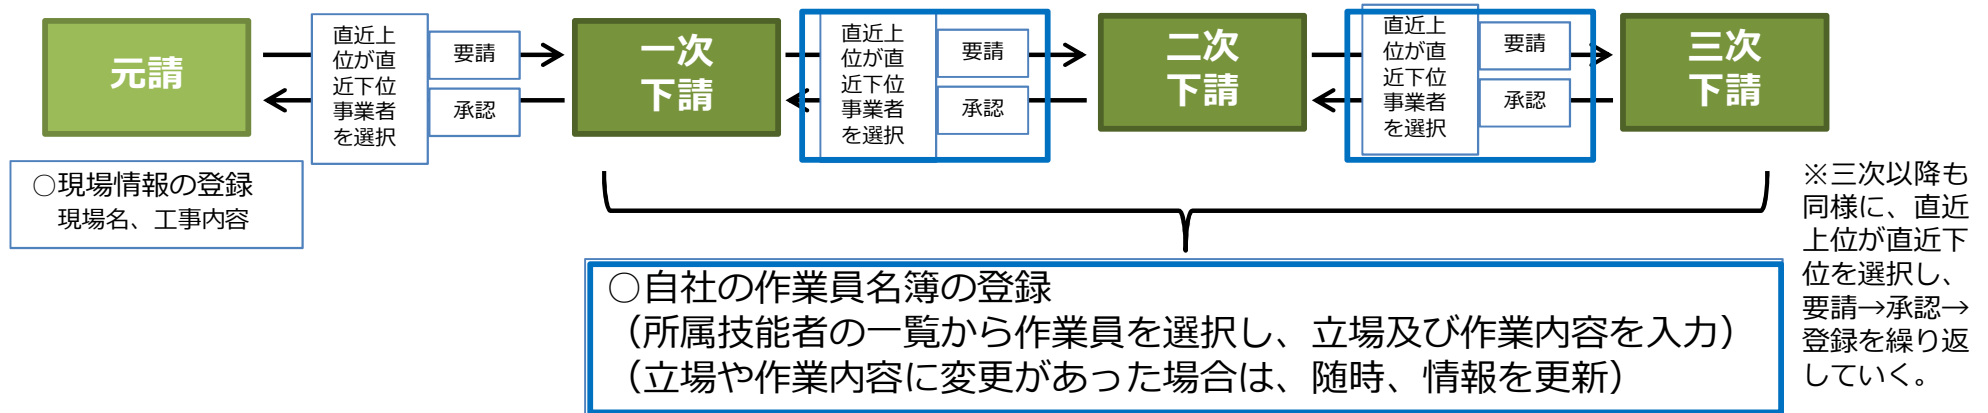 元請
直近上
位が直
近下位
事業者
を選択
要請
承認
一次
下請
直近上
位が直
近下位
事業者
を選択
要請
承認
二次
下請
直近上
位が直
近下位
事業者
を選択
要請
承認
三次
下請
○現場情報の登録
現場名、工事内容
※三次以降も
同様に、直近
上位が直近下
位を選択し、
要請→承認→
登録を繰り返
していく。
○自社の作業員名簿の登録
（所属技能者の一覧から作業員を選択し、立場及び作業内容を入力）
（立場や作業内容に変更があった場合は、随時、情報を更新）